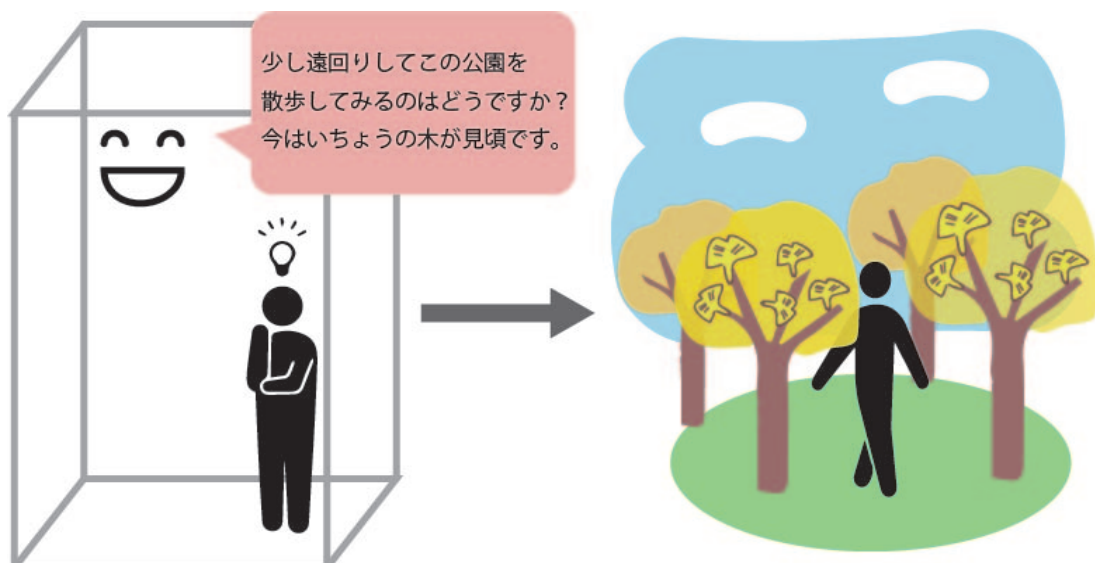 少し遠回りしてこの公園を
散歩してみるのはどうですか?
今はいちょうの木が見頃です。